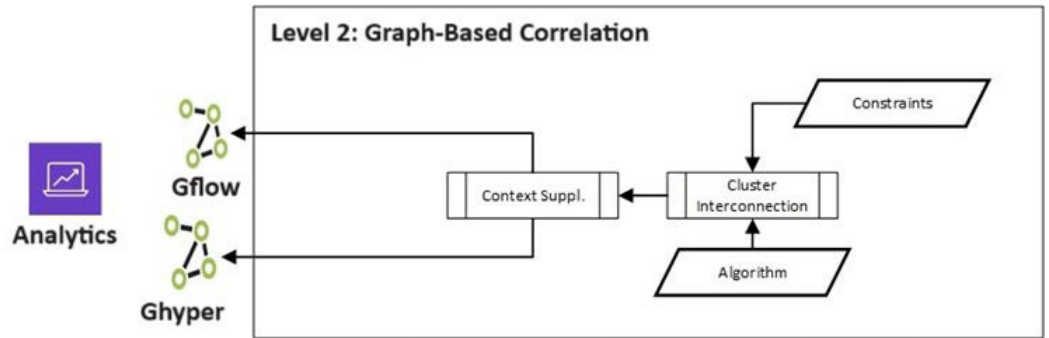 Level 2: Graph-Based Correlation
Constraints
Gflow
Context Suppl.
Cluster
Interconnection
Analytics
Algorithm
Ghyper